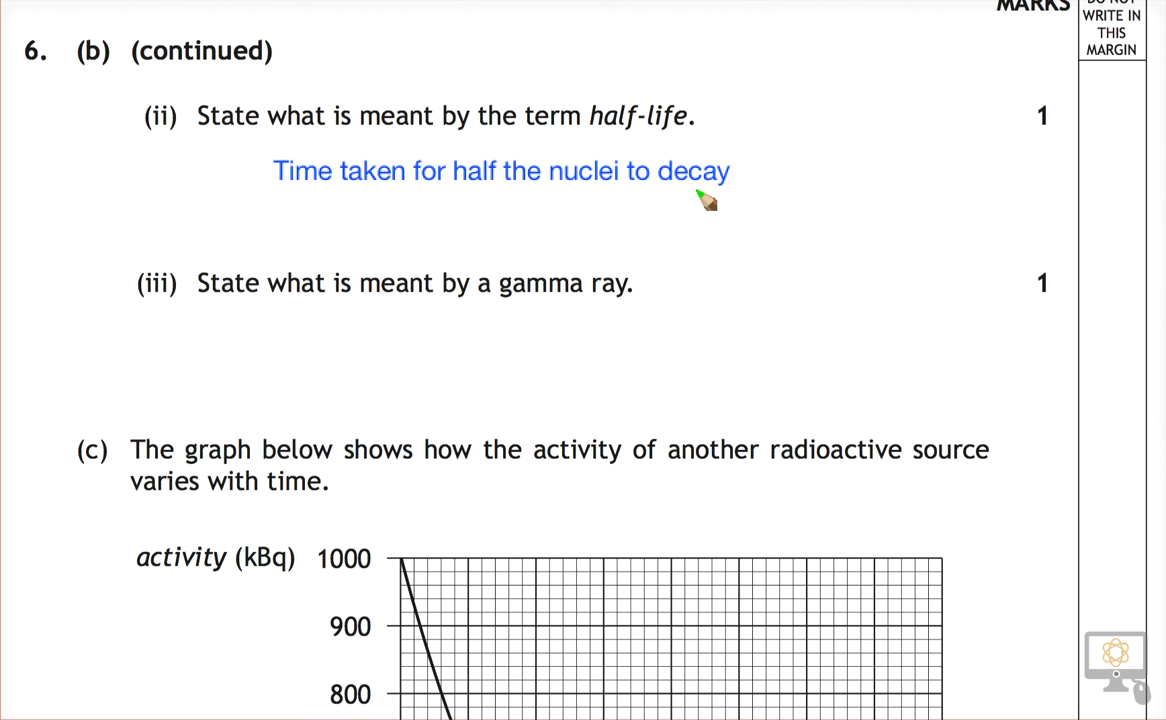 MARKS
DO NOT
WRITE IN
THIS
MARGIN
6. (b) (continued)
(ii) State what is meant by the term half-life. 1
Time taken for half the nuclei to decay
(iii) State what is meant by a gamma ray. 1
(c) The graph below shows how the activity of another radioactive source
varies with time.
activity (kBq) 1000
900
800